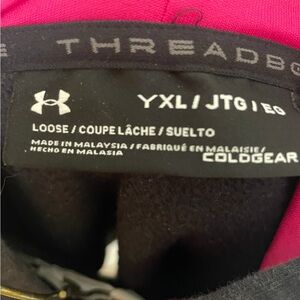 THREADBO
YXL / JTG / EG
LOOSE / COUPE LÂCHE / SUELTO
MADE IN MALAYSIA / FABRIQUÉ EN MALAISIE /
HECHO EN MALASIA
COLDGEAR